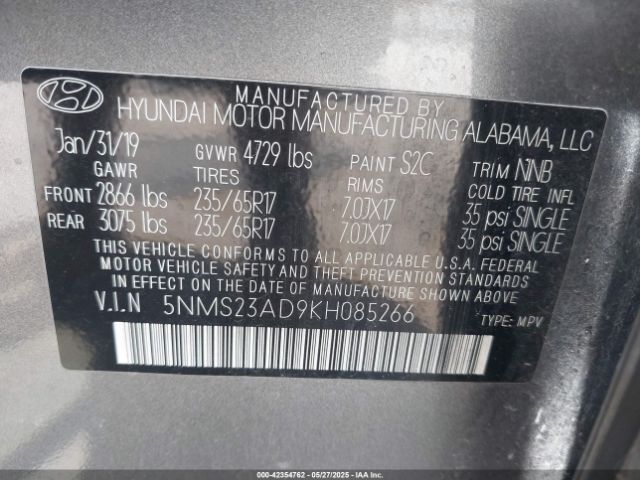 MANUFACTURED BY
HYUNDAI MOTOR MANUFACTURING ALABAMA, LLC
Jan/31/19 GVWR 4729 lbs PAINT S2C TRIM NNB
GAWR TIRES RIMS COLD TIRE INFL
FRONT 2866 lbs 235/65R17 7.0JX17 35 psi SINGLE
REAR 3075 lbs 235/65R17 7.0JX17 35 psi SINGLE
THIS VEHICLE CONFORMS TO ALL APPLICABLE U.S.A. FEDERAL
MOTOR VEHICLE SAFETY AND THEFT PREVENTION STANDARDS
IN EFFECT ON THE DATE OF MANUFACTURE SHOWN ABOVE.
V.I.N 5NMS23AD9KH085266 TYPE: MPV
000-42354762 - 05/27/2025 - IAA Inc.